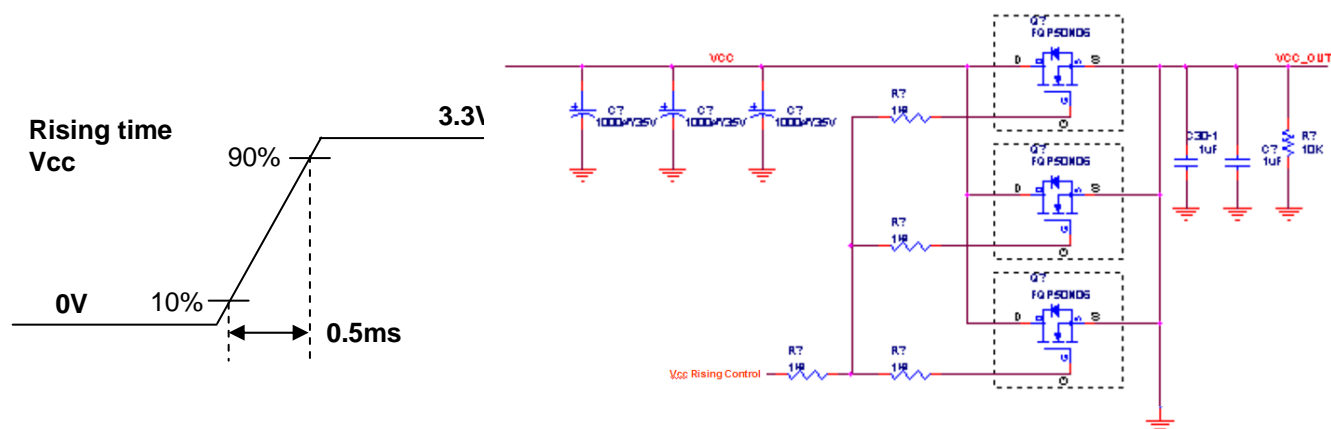 Rising time
Vcc
90%
10%
0V
3.3V
0.5ms
VCC
C?
1000uF/35V
C?
1000uF/35V
C?
1000uF/35V
R?
1K
Q?
FQP50N06
D
S
G
VCC_OUT
C30-1
1uF
C?
1uF
R?
10K
R?
1K
Q?
FQP50N06
D
S
G
R?
1K
Q?
FQP50N06
D
S
G
Vcc Rising Control
R?
1K